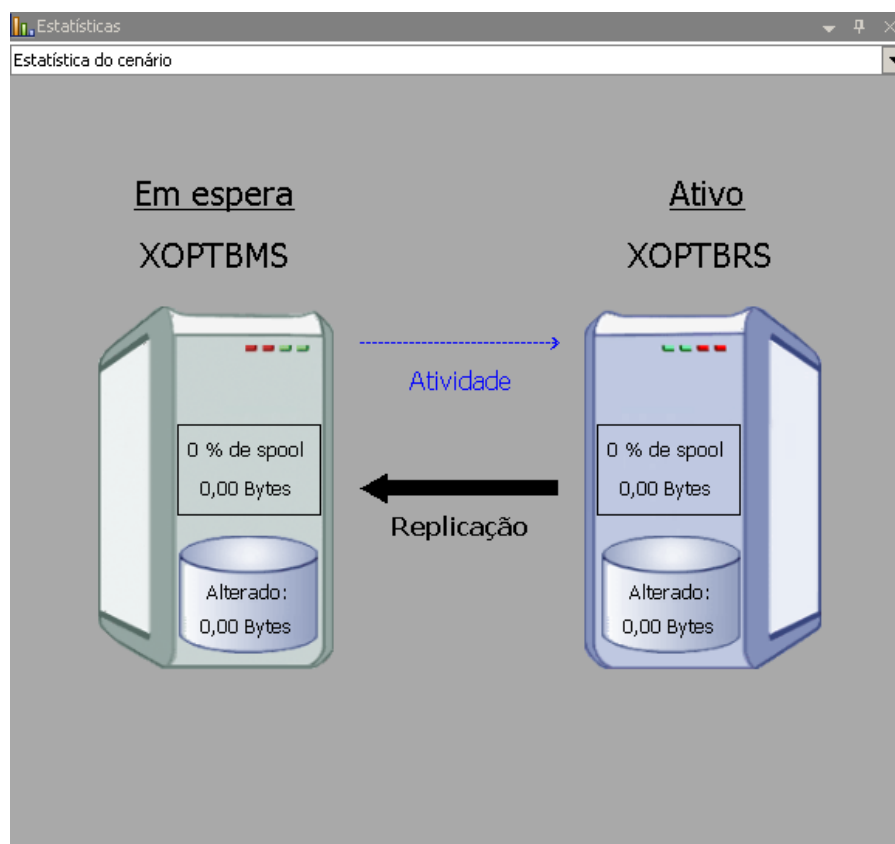 Estatísticas
Estatística do cenário
Em espera
XOPTBMS
Ativo
XOPTBRS
Atividade
Replicação
0 % de spool
0,00 Bytes
Alterado:
0,00 Bytes
0 % de spool
0,00 Bytes
Alterado:
0,00 Bytes